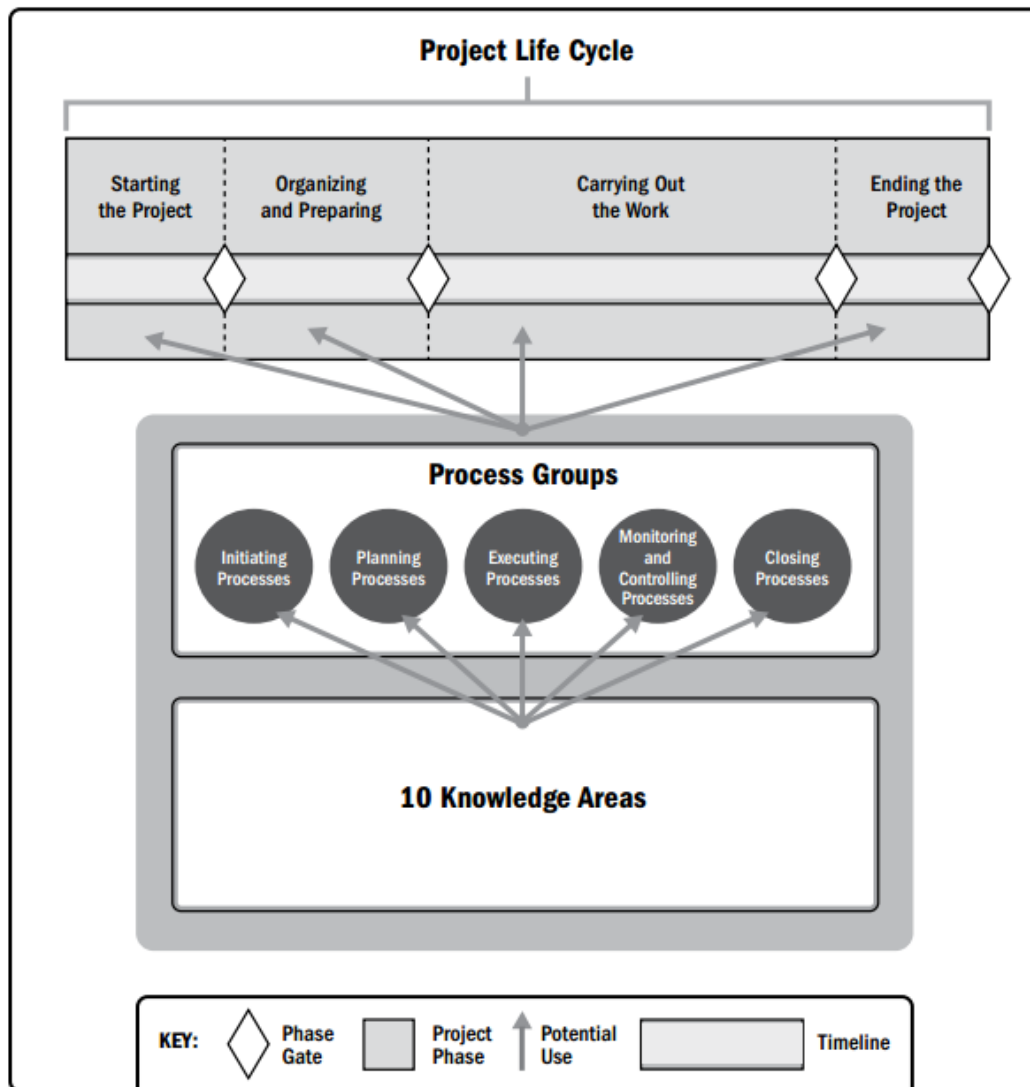 Project Life Cycle
Starting
the Project
Organizing
and Preparing
Carrying Out
the Work
Ending the
Project
Process Groups
Initiating
Processes
Planning
Processes
Executing
Processes
Monitoring
and
Controlling
Processes
Closing
Processes
10 Knowledge Areas
KEY:
Phase
Gate
Project
Phase
Potential
Use
Timeline